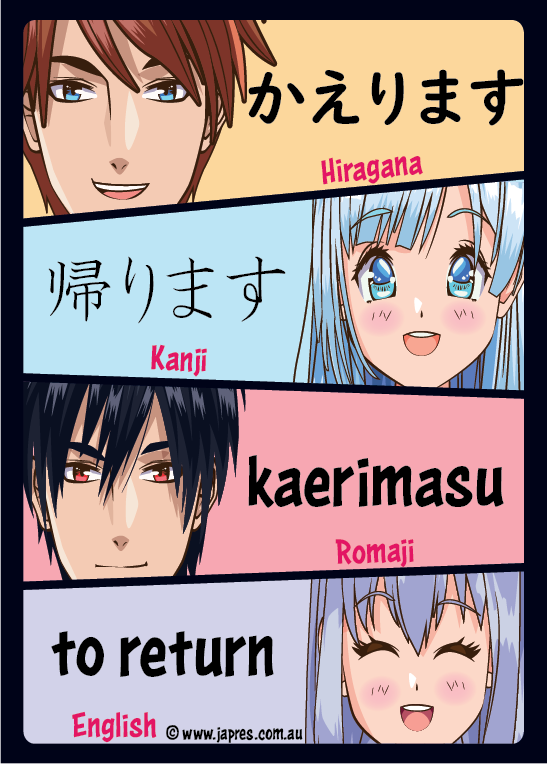 かえります
Hiragana
帰ります
Kanji
kaerimasu
Romaji
to return
English © www.japres.com.au